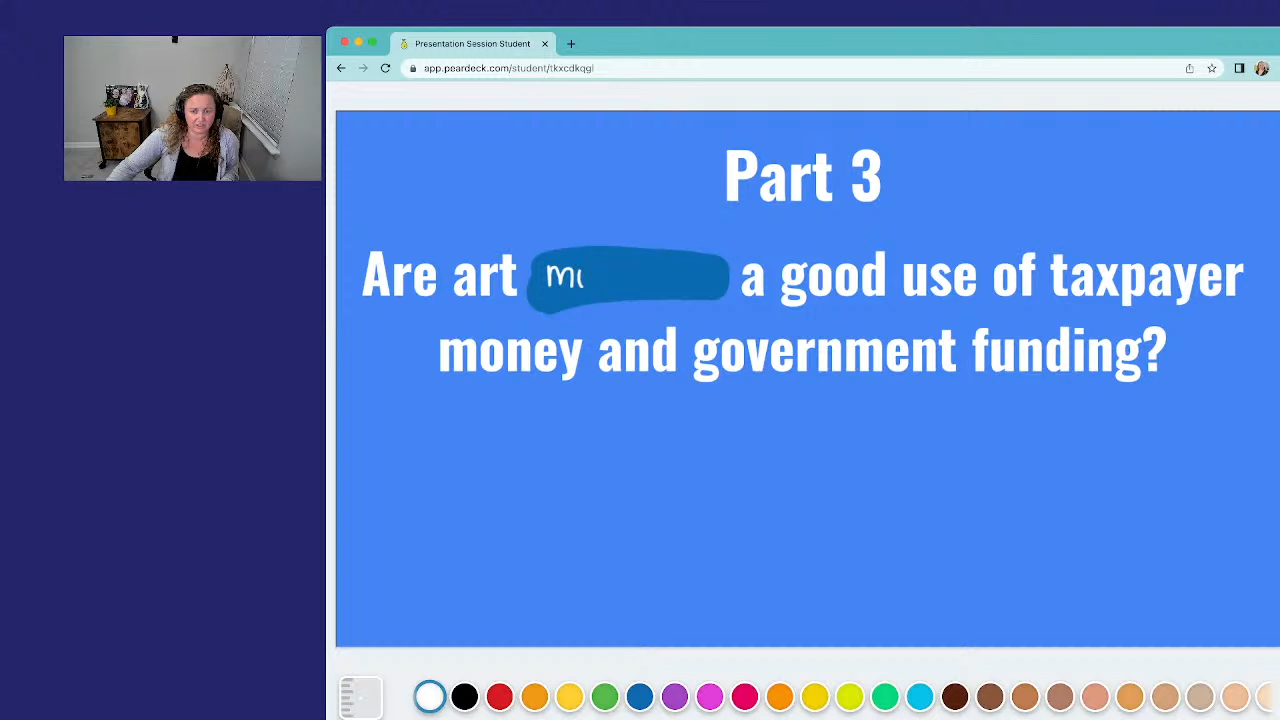 Presentation Session Student
app.peardeck.com/student/tkxcdkqgl
Part 3
Are art mu a good use of taxpayer
money and government funding?